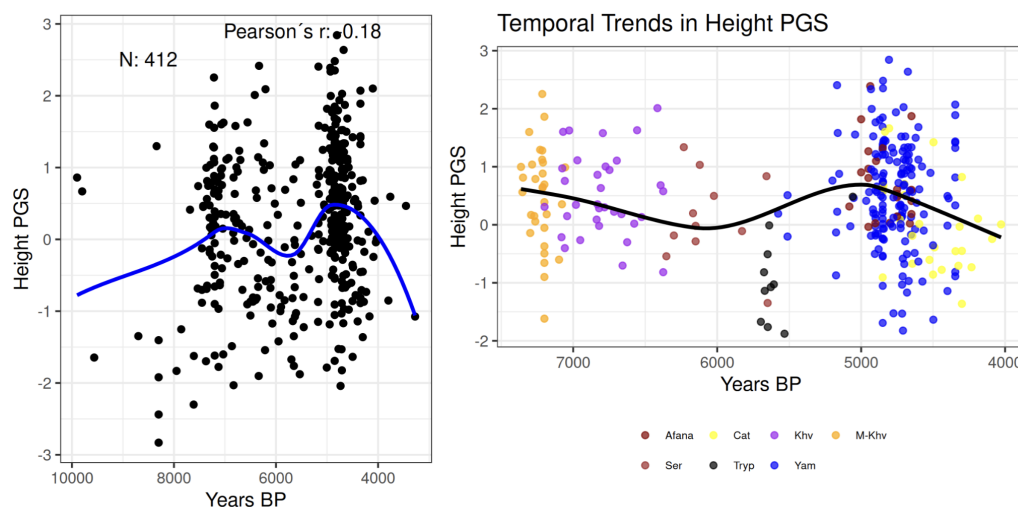 Pearson´s r: -0.18
N: 412
3
2
1
0
-1
-2
-3
Height PGS
10000 8000 6000 4000
Years BP
Temporal Trends in Height PGS
3
2
1
0
-1
-2
Height PGS
7000 6000 5000 4000
Years BP
Afana Cat Khv M-Khv
Ser Tryp Yam